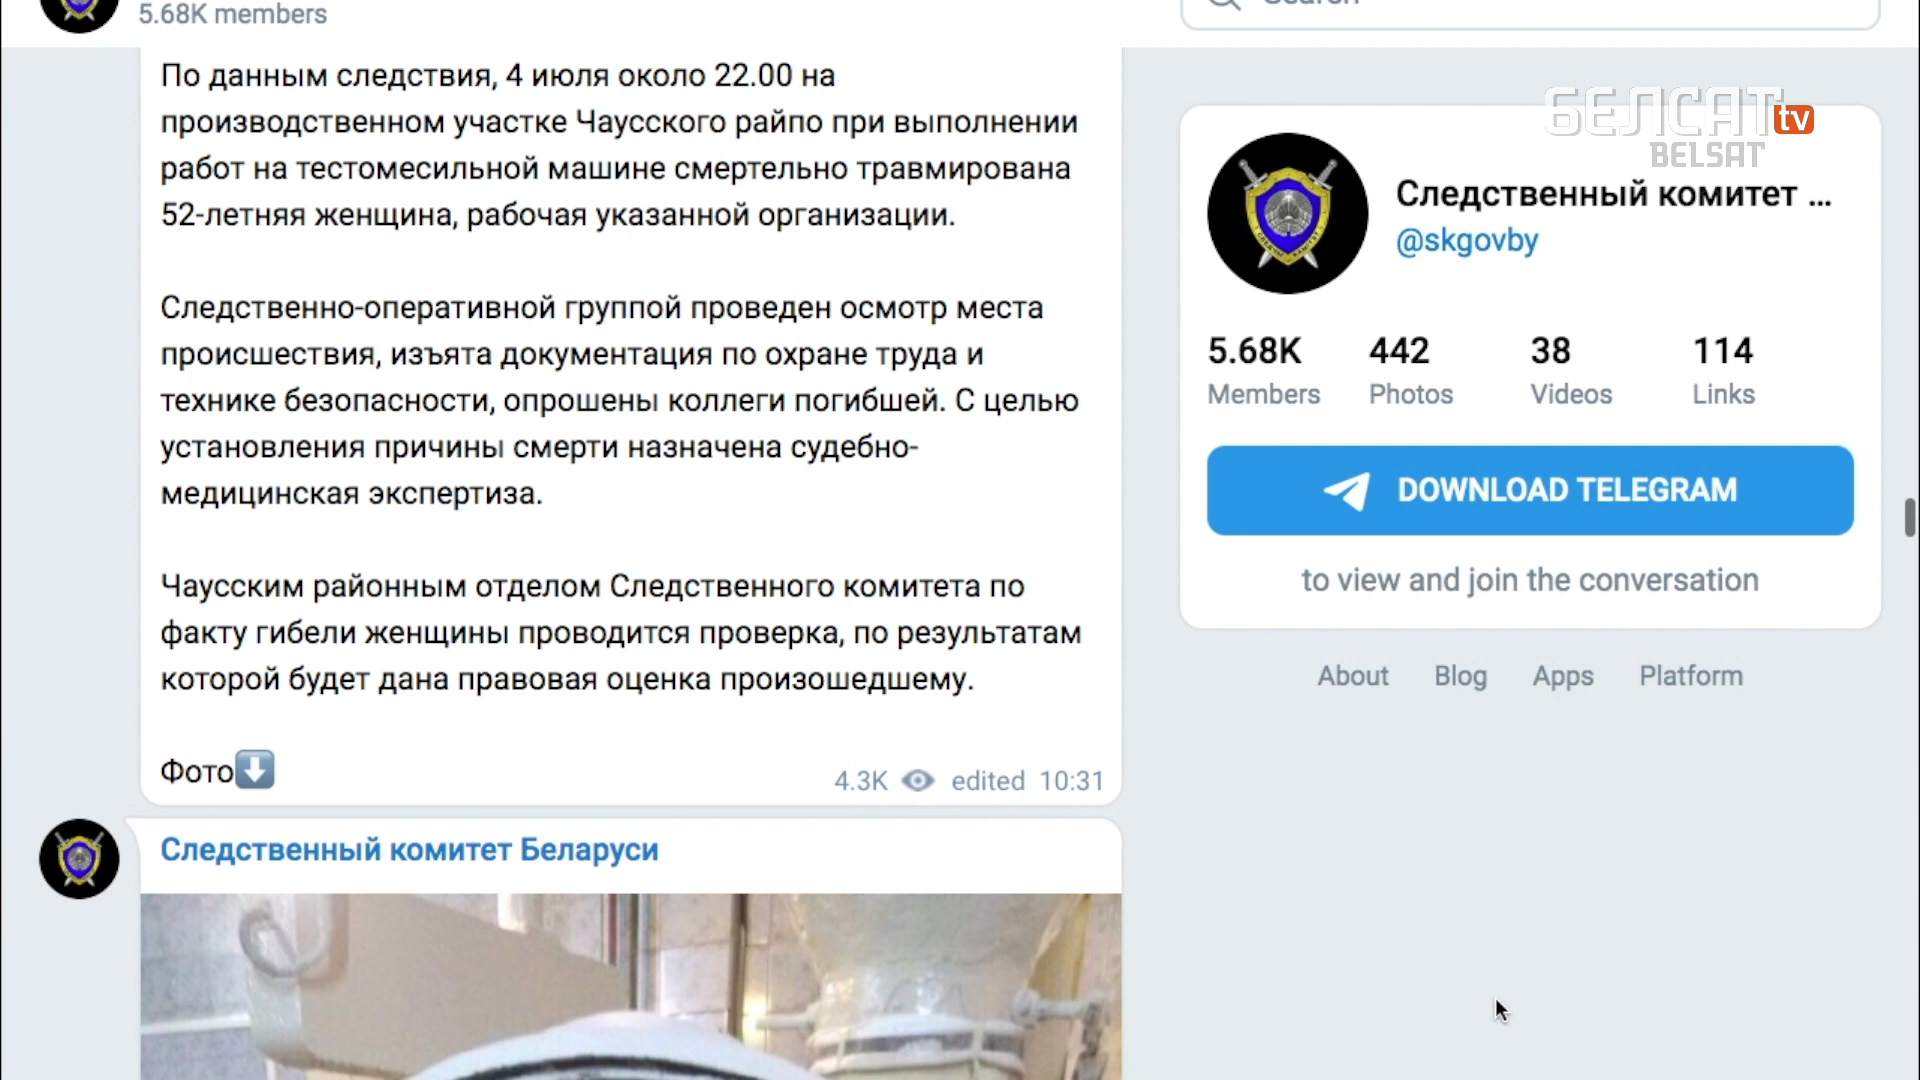 5.68K members
Search
По данным следствия, 4 июля около 22.00 на
производственном участке Чаусского райпо при выполнении
работ на тестомесильной машине смертельно травмирована
52-летняя женщина, рабочая указанной организации.
Следственно-оперативной группой проведен осмотр места
происшествия, изъята документация по охране труда и
технике безопасности, опрошены коллеги погибшей. С целью
установления причины смерти назначена судебно-
медицинская экспертиза.
Чаусским районным отделом Следственного комитета по
факту гибели женщины проводится проверка, по результатам
которой будет дана правовая оценка произошедшему.
Фото⬇️
4.3K edited 10:31
Следственный комитет Беларуси
БЕЛСАТ tv
BELSAT
Следственный комитет ...
@skgovby
5.68K 442 38 114
Members Photos Videos Links
DOWNLOAD TELEGRAM
to view and join the conversation
About Blog Apps Platform